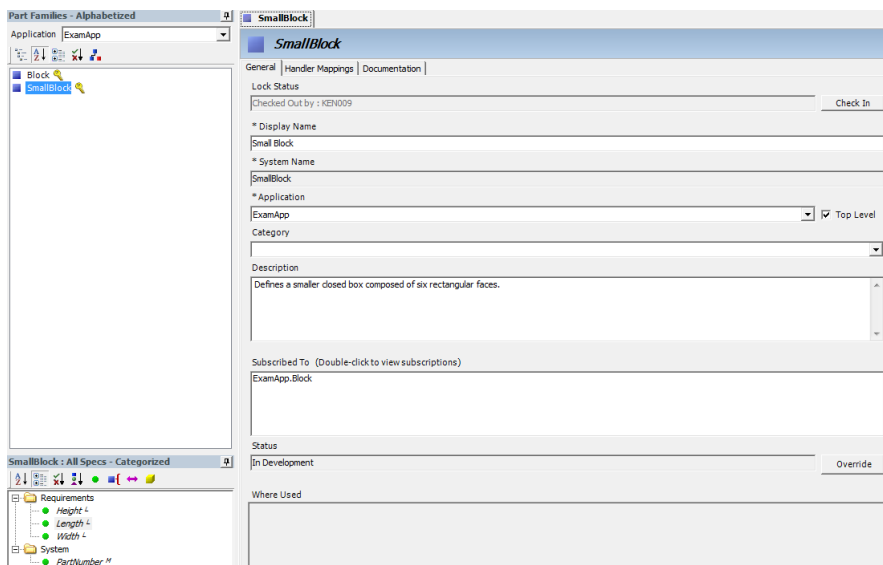 Part Families - Alphabetized
Application ExamApp
Block
SmallBlock
SmallBlock : All Specs - Categorized
Requirements
Height L
Length L
Width L
System
PartNumber M
SmallBlock
SmallBlock
General Handler Mappings Documentation
Lock Status
Checked Out by : KEN009 Check In
* Display Name
Small Block
* System Name
SmallBlock
* Application
ExamApp Top Level
Category
Description
Defines a smaller closed box composed of six rectangular faces.
Subscribed To (Double-click to view subscriptions)
ExamApp.Block
Status
In Development Override
Where Used